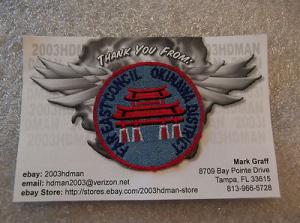 2003HDMAN
THANK YOU FROM:
FAR EAST COUNCIL OKINAWA DISTRICT
Mark Graff
ebay: 2003hdman
8709 Bay Pointe Drive
email: hdman2003@verizon.net
Tampa, FL 33615
ebay Store: http://stores.ebay.com/2003hdman-store
813-966-5728